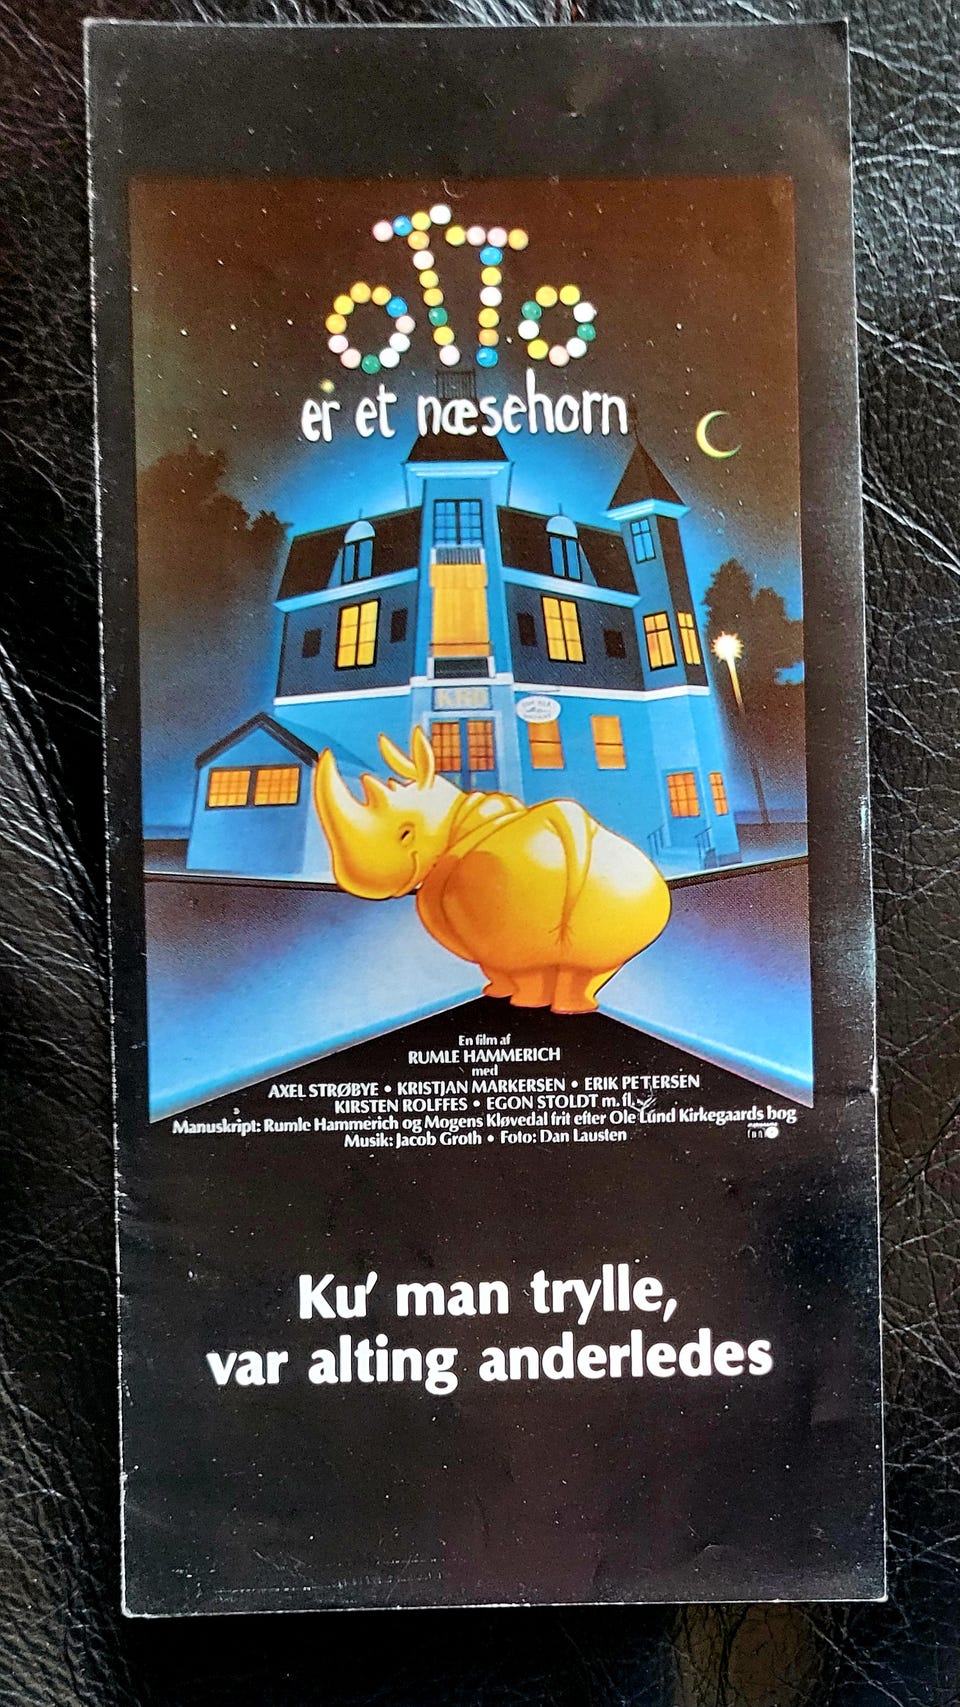 OTTO
er et næsehorn
En film af
RUMLE HAMMERICH
med
AXEL STRØBYE • KRISTJAN MARKERSEN • ERIK PETERSEN
KIRSTEN ROLFFES • EGON STOLDT m. fl.
Manuskript: Rumle Hammerich og Mogens Kløvedal frit efter Ole Lund Kirkegaards bog
Musik: Jacob Groth • Foto: Dan Lausten
Ku' man trylle,
var alting anderledes